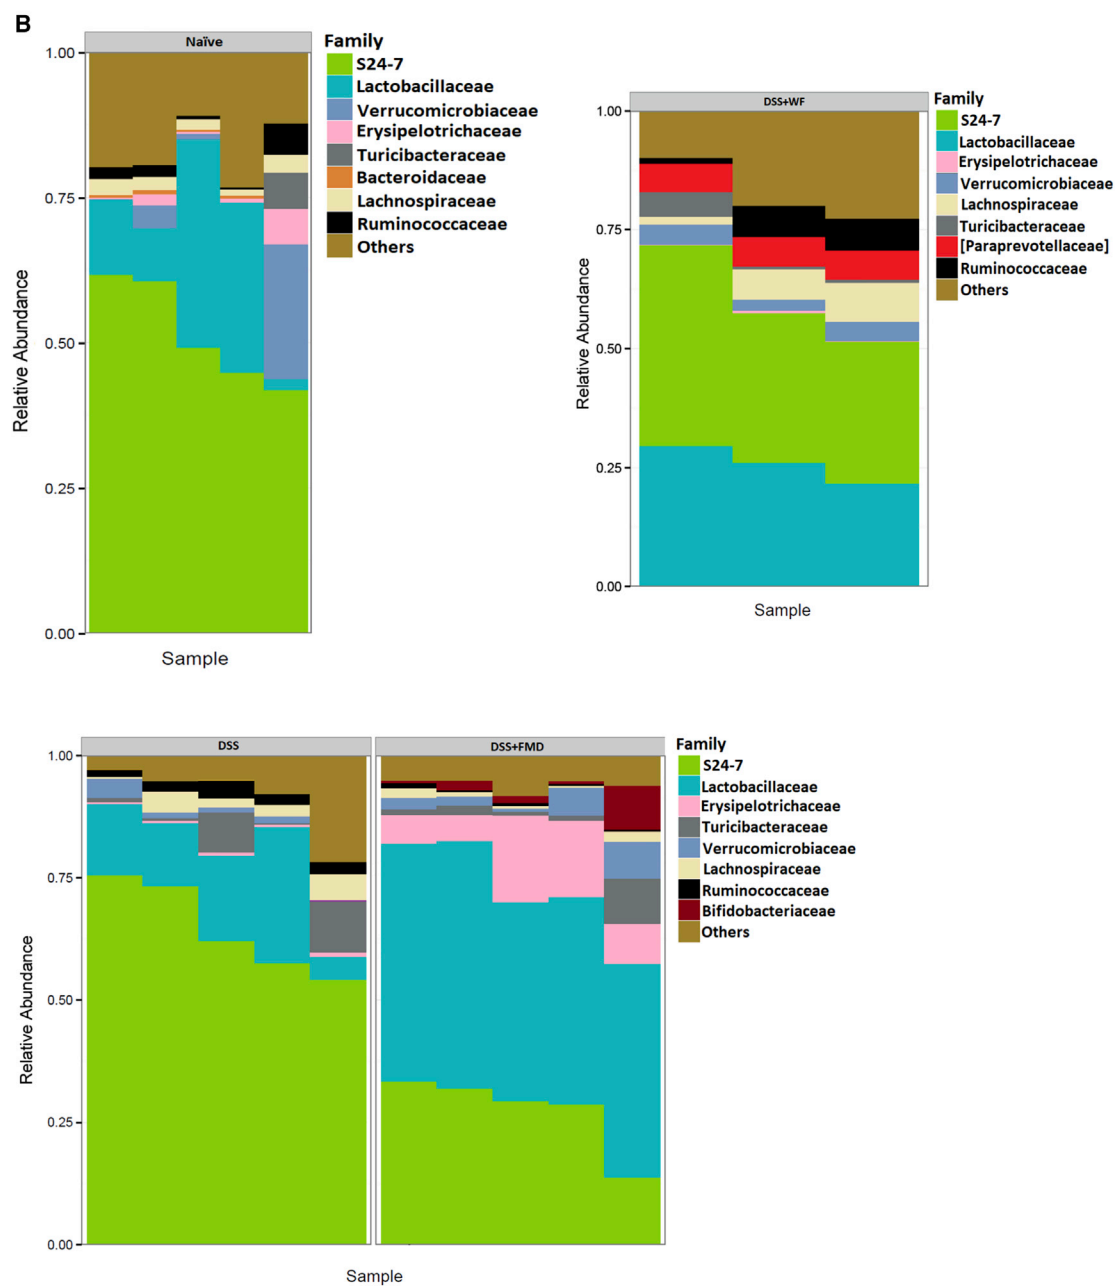 B
Naïve
1.00
0.75
0.50
0.25
0.00
Relative Abundance
Sample
Family
S24-7
Lactobacillaceae
Verrucomicrobiaceae
Erysipelotrichaceae
Turicibacteraceae
Bacteroidaceae
Lachnospiraceae
Ruminococcaceae
Others
DSS+WF
1.00
0.75
0.50
0.25
0.00
Relative Abundance
Sample
Family
S24-7
Lactobacillaceae
Erysipelotrichaceae
Verrucomicrobiaceae
Lachnospiraceae
Turicibacteraceae
[Paraprevotellaceae]
Ruminococcaceae
Others
DSS
DSS+FMD
1.00
0.75
0.50
0.25
0.00
Relative Abundance
Sample
Family
S24-7
Lactobacillaceae
Erysipelotrichaceae
Turicibacteraceae
Verrucomicrobiaceae
Lachnospiraceae
Ruminococcaceae
Bifidobacteriaceae
Others